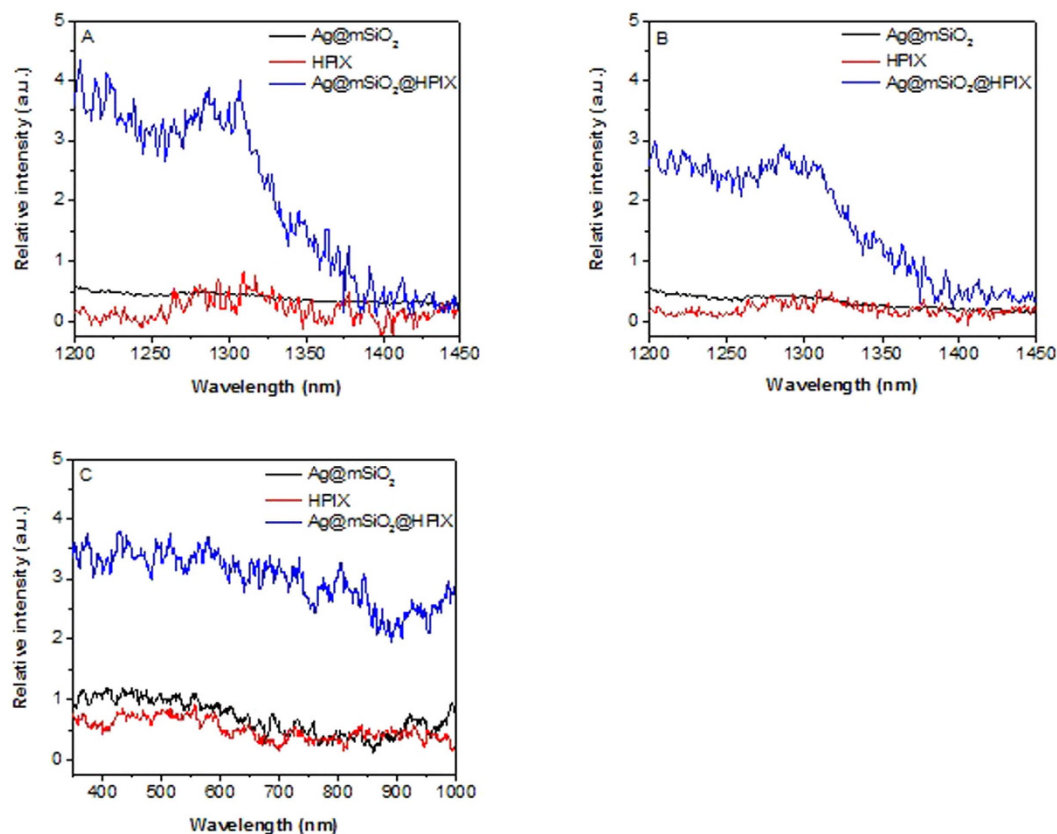 A
Ag@mSiO₂
HPIX
Ag@mSiO₂@HPIX
Relative intensity (a.u.)
5
4
3
2
1
0
1200 1250 1300 1350 1400 1450
Wavelength (nm)
B
Ag@mSiO₂
HPIX
Ag@mSiO₂@HPIX
Relative intensity (a.u.)
5
4
3
2
1
0
1200 1250 1300 1350 1400 1450
Wavelength (nm)
C
Ag@mSiO₂
HPIX
Ag@mSiO₂@HPIX
Relative intensity (a.u.)
5
4
3
2
1
0
400 500 600 700 800 900 1000
Wavelength (nm)